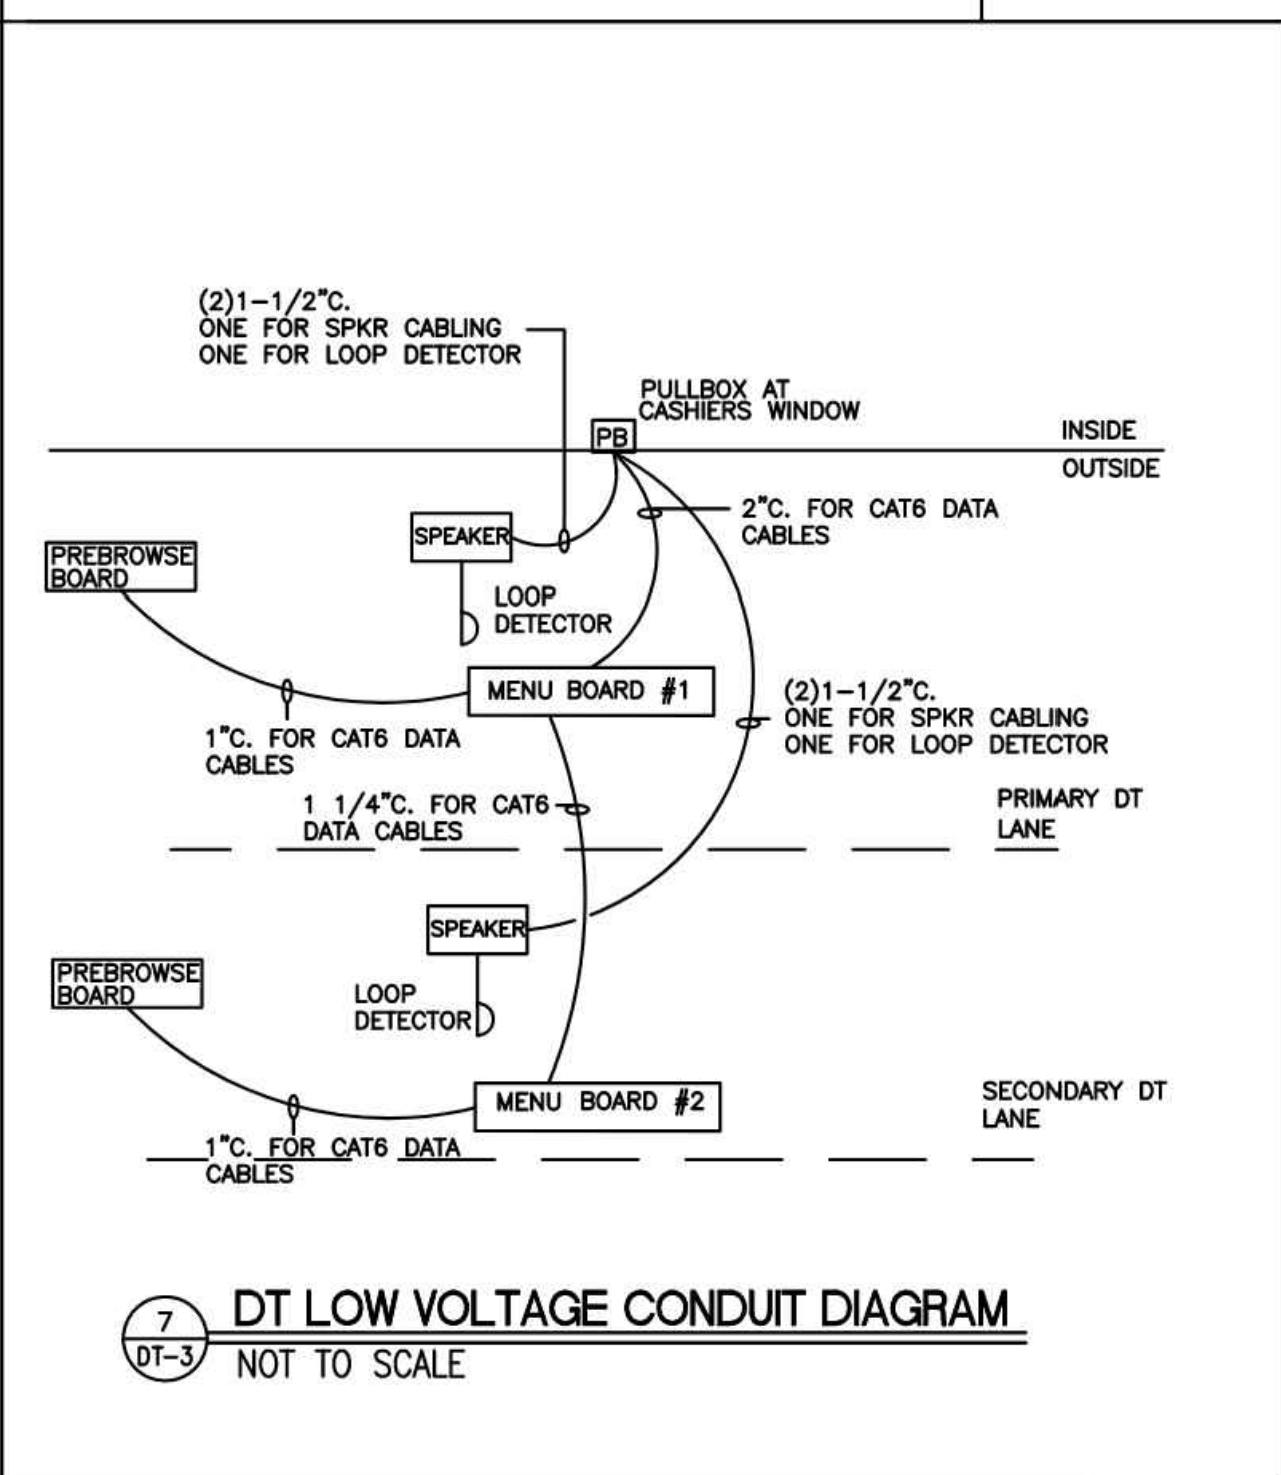 (2)1-1/2"C.
ONE FOR SPKR CABLING
ONE FOR LOOP DETECTOR
PULLBOX AT
CASHIERS WINDOW
PB
INSIDE
OUTSIDE
2"C. FOR CAT6 DATA
CABLES
SPEAKER
PREBROWSE
BOARD
LOOP
DETECTOR
MENU BOARD #1
(2)1-1/2"C.
ONE FOR SPKR CABLING
ONE FOR LOOP DETECTOR
1"C. FOR CAT6 DATA
CABLES
1 1/4"C. FOR CAT6
DATA CABLES
PRIMARY DT
LANE
SPEAKER
PREBROWSE
BOARD
LOOP
DETECTOR
MENU BOARD #2
SECONDARY DT
LANE
1"C. FOR CAT6 DATA
CABLES
7
DT-3
DT LOW VOLTAGE CONDUIT DIAGRAM
NOT TO SCALE